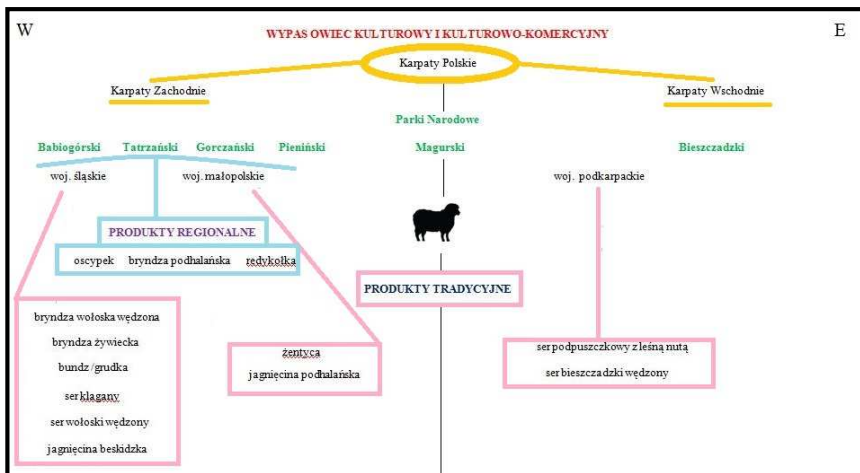 W
E
WYPAS OWIEC KULTUROWY I KULTUROWO-KOMERCYJNY
Karpaty Polskie
Karpaty Zachodnie
Karpaty Wschodnie
Parki Narodowe
Babiogórski Tatrzański Gorczański Pieniński Magurski Bieszczadzki
woj. śląskie woj. małopolskie woj. podkarpackie
PRODUKTY REGIONALNE
oscypek bryndza podhalańska redykołka
PRODUKTY TRADYCYJNE
bryndza wołoska wędzona
bryndza żywiecka
bundz /grudka
ser kłagany
ser wołoski wędzony
jagnięcina beskidzka
żentyca
jagnięcina podhalańska
ser podpuszczkowy z leśną nutą
ser bieszczadzki wędzony